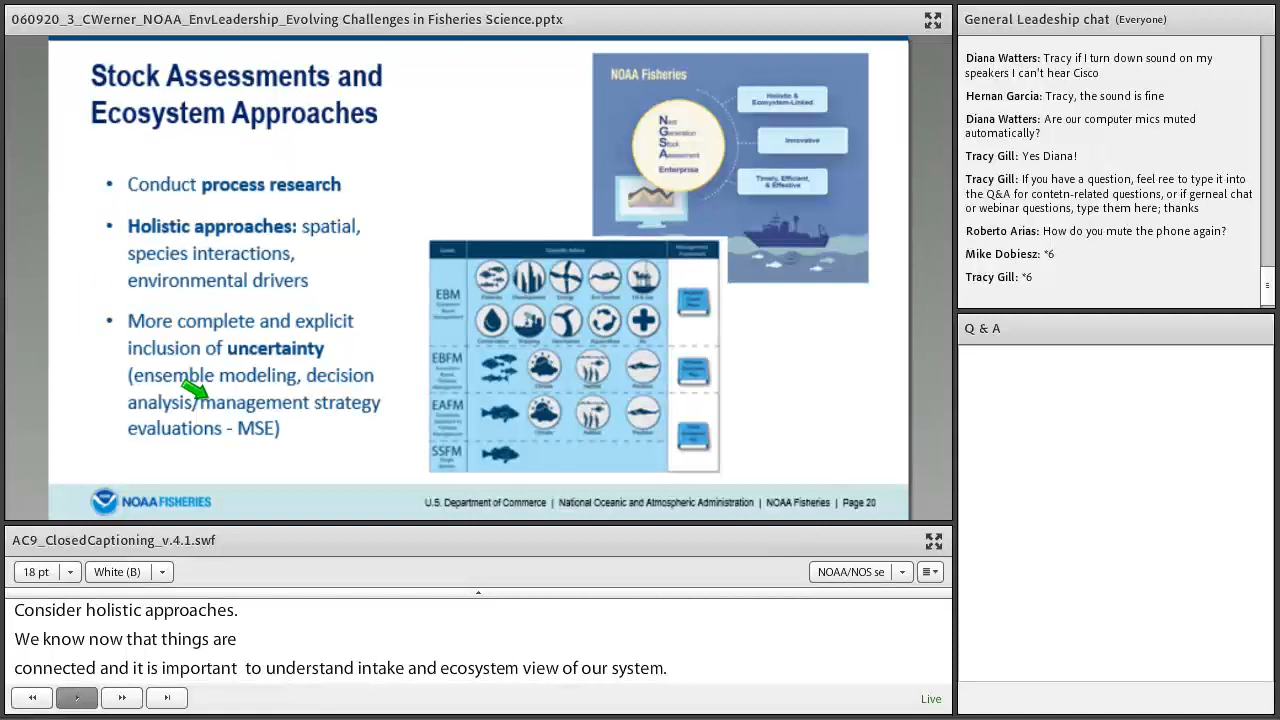 060920_3_CWerner_NOAA_EnvLeadership_Evolving Challenges in Fisheries Science.pptx
Stock Assessments and
Ecosystem Approaches
• Conduct process research
• Holistic approaches: spatial,
species interactions,
environmental drivers
• More complete and explicit
inclusion of uncertainty
(ensemble modeling, decision
analysis/management strategy
evaluations - MSE)
NOAA Fisheries
Next
Generation
Stock
Assessment
Enterprise
Holistic &
Ecosystem-Linked
Innovative
Timely, Efficient,
& Effective
EBM
EBFM
EAFM
SSFM
NOAA FISHERIES
U.S. Department of Commerce | National Oceanic and Atmospheric Administration | NOAA Fisheries | Page 20
AC9_ClosedCaptioning_v.4.1.swf
18 pt
White (B)
NOAA/NOS se
Consider holistic approaches.
We know now that things are
connected and it is important  to understand intake and ecosystem view of our system.
Live
General Leadeship chat (Everyone)
Diana Watters: Tracy if I turn down sound on my
speakers I can't hear Cisco
Hernan Garcia: Tracy, the sound is fine
Diana Watters: Are our computer mics muted
automatically?
Tracy Gill: Yes Diana!
Tracy Gill: If you have a question, feel ree to type it into
the Q&A for conten-related questions, or if gerneal chat
or webinar questions, type them here; thanks
Roberto Arias: How do you mute the phone again?
Mike Dobiesz: *6
Tracy Gill: *6
Q & A